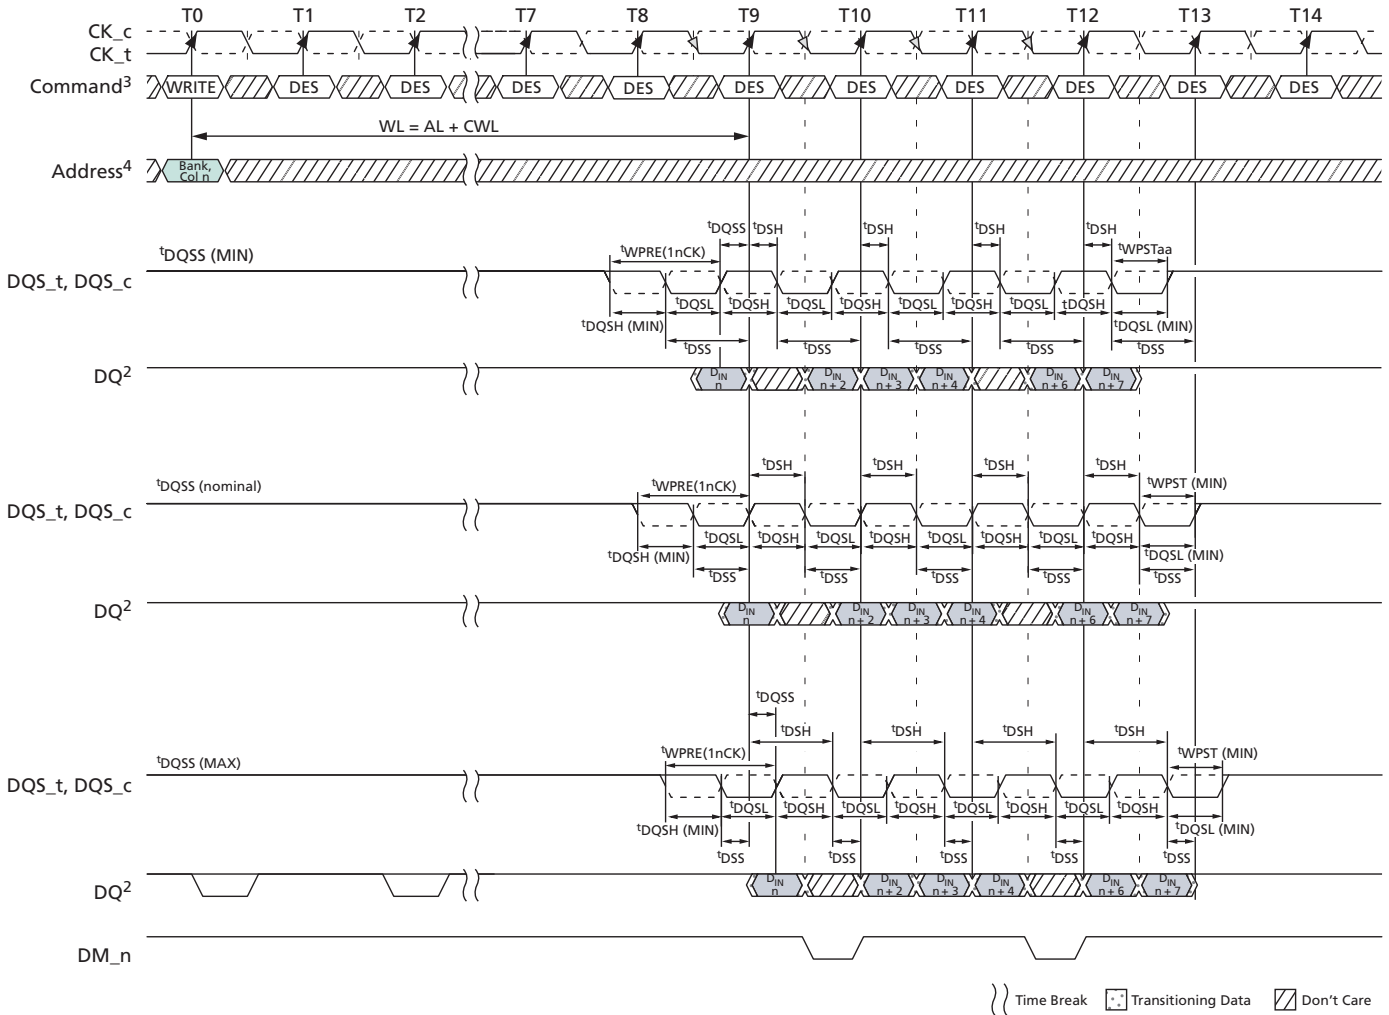 T0 T1 T2 T7 T8 T9 T10 T11 T12 T13 T14
CK_c
CK_t
Command3 WRITE DES DES DES DES DES DES DES DES DES DES
WL = AL + CWL
Address4 Bank,
Col n
tDQSS tDSH tDSH tDSH tDSH
tDQSS (MIN) tWPRE(1nCK) tWPSTaa
DQS_t, DQS_c
tDQSL tDQSH tDQSL tDQSH tDQSL tDQSH tDQSL tDQSH
tDQSH (MIN) tDQSL (MIN)
tDSS tDSS tDSS tDSS tDSS
DQ2 DIN DIN DIN DIN DIN DIN
n n + 2 n + 3 n + 4 n + 6 n + 7
tDSH tDSH tDSH tDSH
tDQSS (nominal) tWPRE(1nCK) tWPST (MIN)
DQS_t, DQS_c
tDQSL tDQSH tDQSL tDQSH tDQSL tDQSH tDQSL tDQSH
tDQSH (MIN) tDQSL (MIN)
tDSS tDSS tDSS tDSS tDSS
DQ2 DIN DIN DIN DIN DIN DIN
n n + 2 n + 3 n + 4 n + 6 n + 7
tDQSS
tDSH tDSH tDSH tDSH
tDQSS (MAX) tWPRE(1nCK) tWPST (MIN)
DQS_t, DQS_c
tDQSL tDQSH tDQSL tDQSH tDQSL tDQSH tDQSL tDQSH
tDQSH (MIN) tDQSL (MIN)
tDSS tDSS tDSS tDSS tDSS
DQ2 DIN DIN DIN DIN DIN DIN
n n + 2 n + 3 n + 4 n + 6 n + 7
DM_n
Time Break Transitioning Data Don't Care